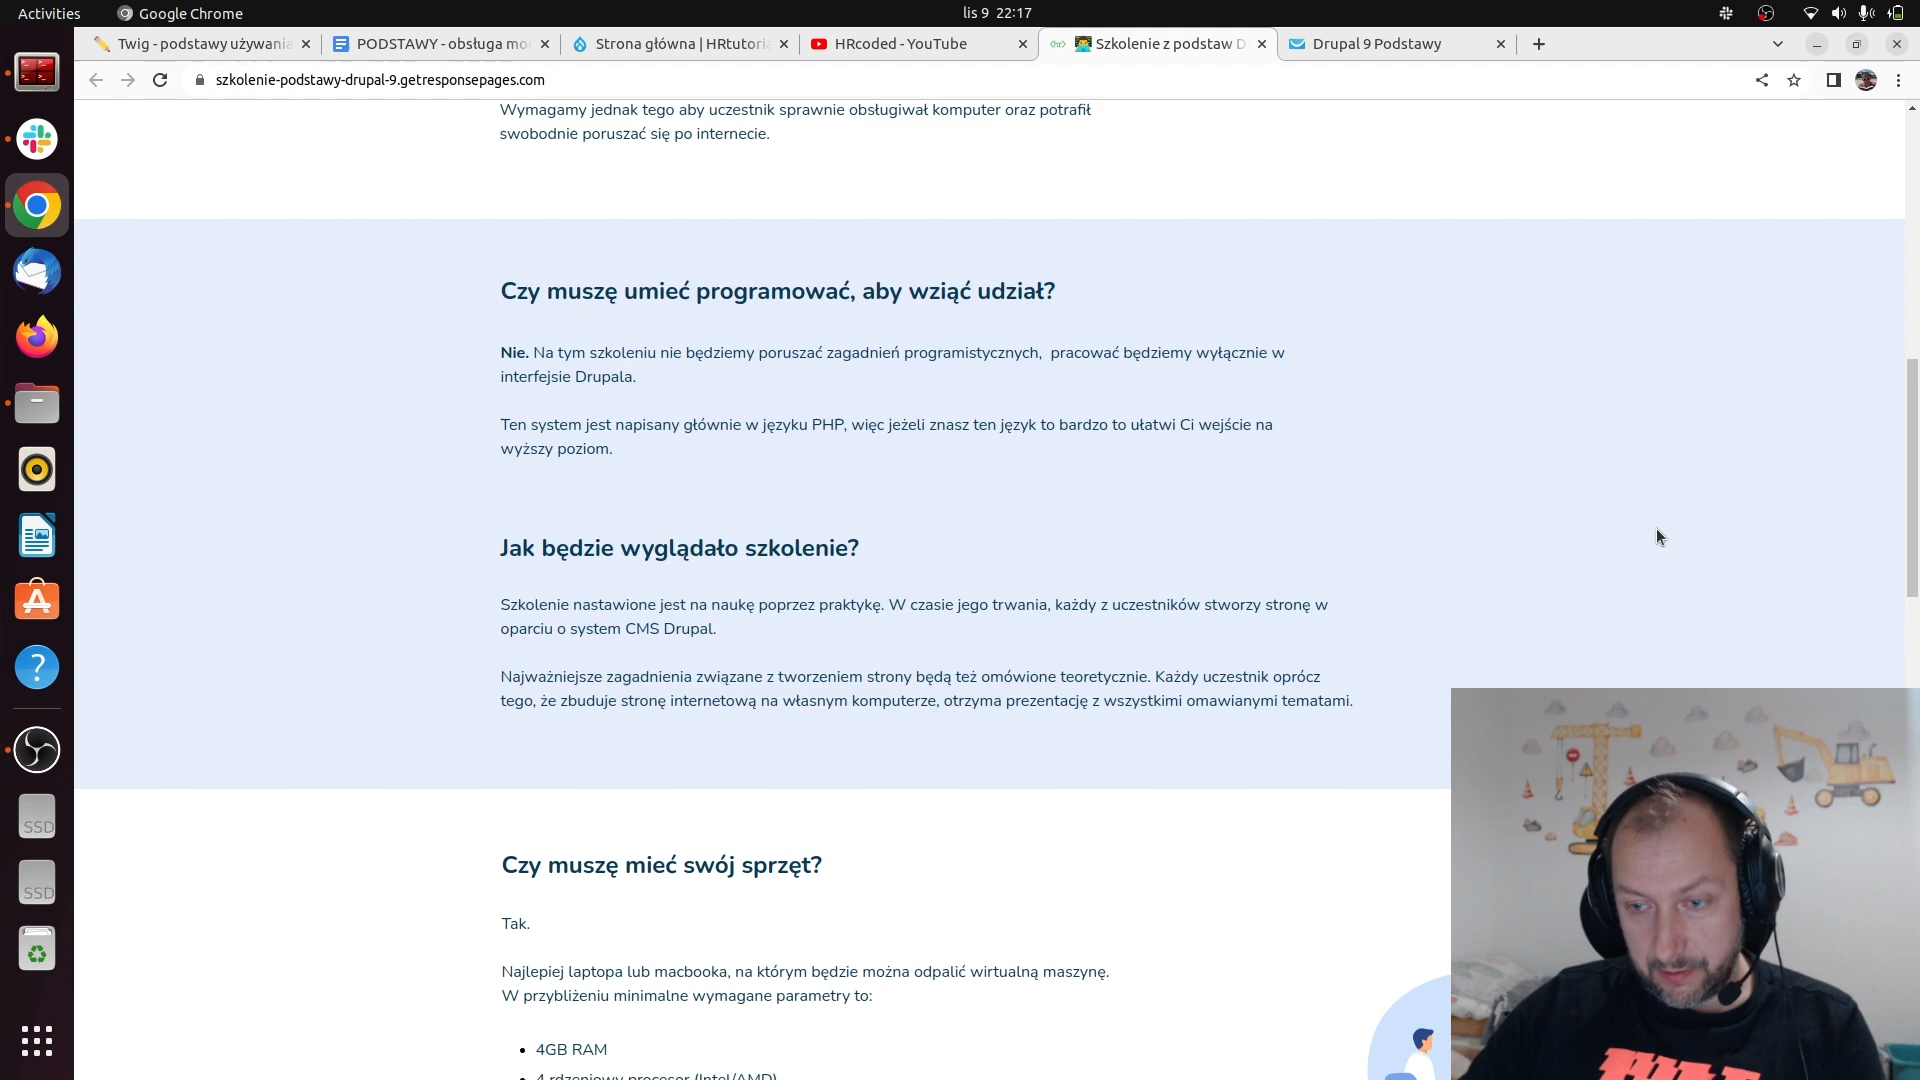 Activities
Google Chrome
lis 9 22:17
Twig - podstawy używania
PODSTAWY - obsługa mo
Strona główna | HRtutoria
HRcoded - YouTube
Szkolenie z podstaw D
Drupal 9 Podstawy
szkolenie-podstawy-drupal-9.getresponsepages.com
Wymagamy jednak tego aby uczestnik sprawnie obsługiwał komputer oraz potrafił
swobodnie poruszać się po internecie.
Czy muszę umieć programować, aby wziąć udział?
Nie. Na tym szkoleniu nie będziemy poruszać zagadnień programistycznych, pracować będziemy wyłącznie w
interfejsie Drupala.
Ten system jest napisany głównie w języku PHP, więc jeżeli znasz ten język to bardzo to ułatwi Ci wejście na
wyższy poziom.
Jak będzie wyglądało szkolenie?
Szkolenie nastawione jest na naukę poprzez praktykę. W czasie jego trwania, każdy z uczestników stworzy stronę w
oparciu o system CMS Drupal.
Najważniejsze zagadnienia związane z tworzeniem strony będą też omówione teoretycznie. Każdy uczestnik oprócz
tego, że zbuduje stronę internetową na własnym komputerze, otrzyma prezentację z wszystkimi omawianymi tematami.
Czy muszę mieć swój sprzęt?
Tak.
Najlepiej laptopa lub macbooka, na którym będzie można odpalić wirtualną maszynę.
W przybliżeniu minimalne wymagane parametry to:
• 4GB RAM
• 4 rdzeniowy procesor (Intel/AMD)
SSD
SSD